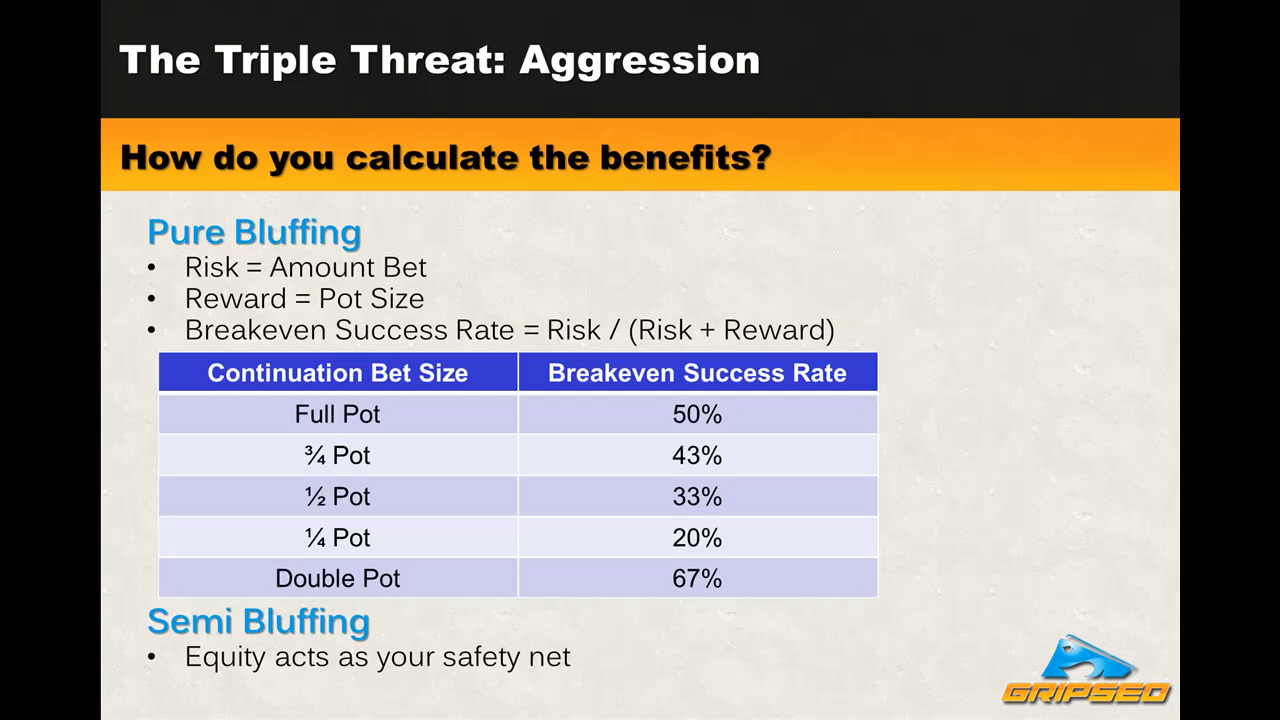 The Triple Threat: Aggression
How do you calculate the benefits?
Pure Bluffing
• Risk = Amount Bet
• Reward = Pot Size
• Breakeven Success Rate = Risk / (Risk + Reward)
Continuation Bet Size Breakeven Success Rate
Full Pot 50%
¾ Pot 43%
½ Pot 33%
¼ Pot 20%
Double Pot 67%
Semi Bluffing
• Equity acts as your safety net
GRIPSED